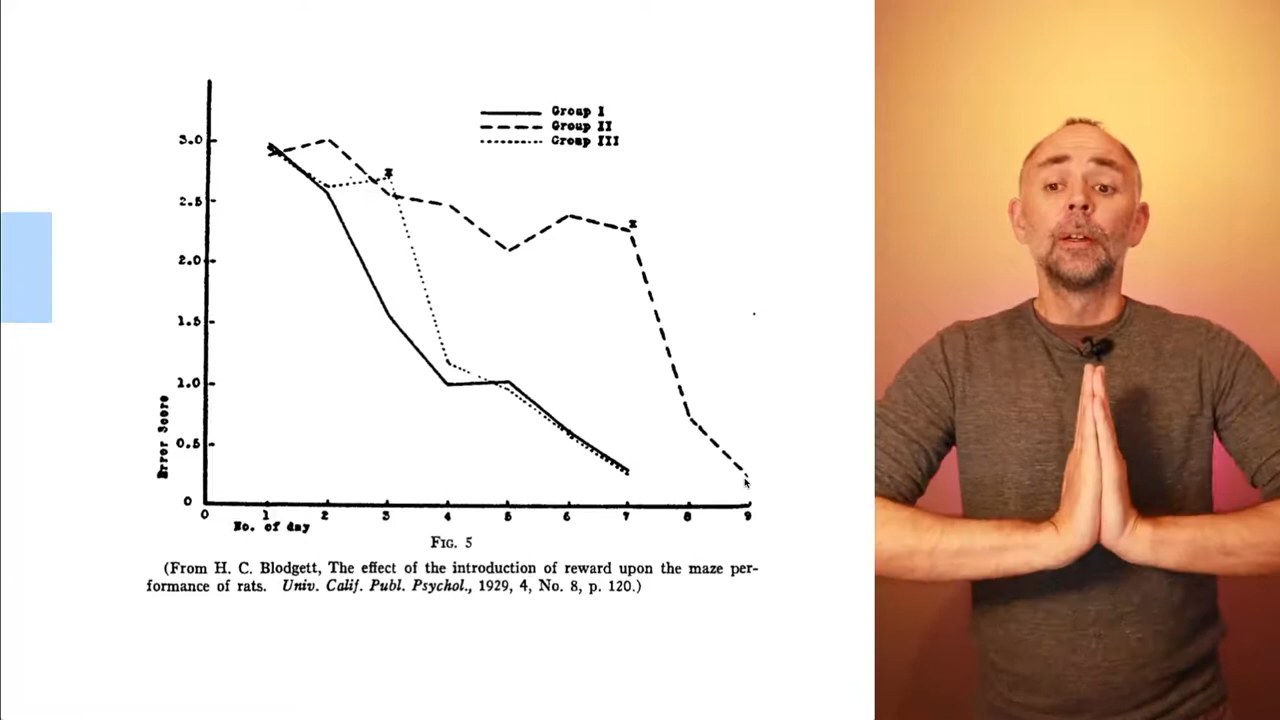 Group I
Group II
Group III
3.0
2.5
2.0
1.5
1.0
0.5
0
Error Score
0 1 2 3 4 5 6 7 8 9
No. of day
x
x
FIG. 5
(From H. C. Blodgett, The effect of the introduction of reward upon the maze per-
formance of rats. Univ. Calif. Publ. Psychol., 1929, 4, No. 8, p. 120.)